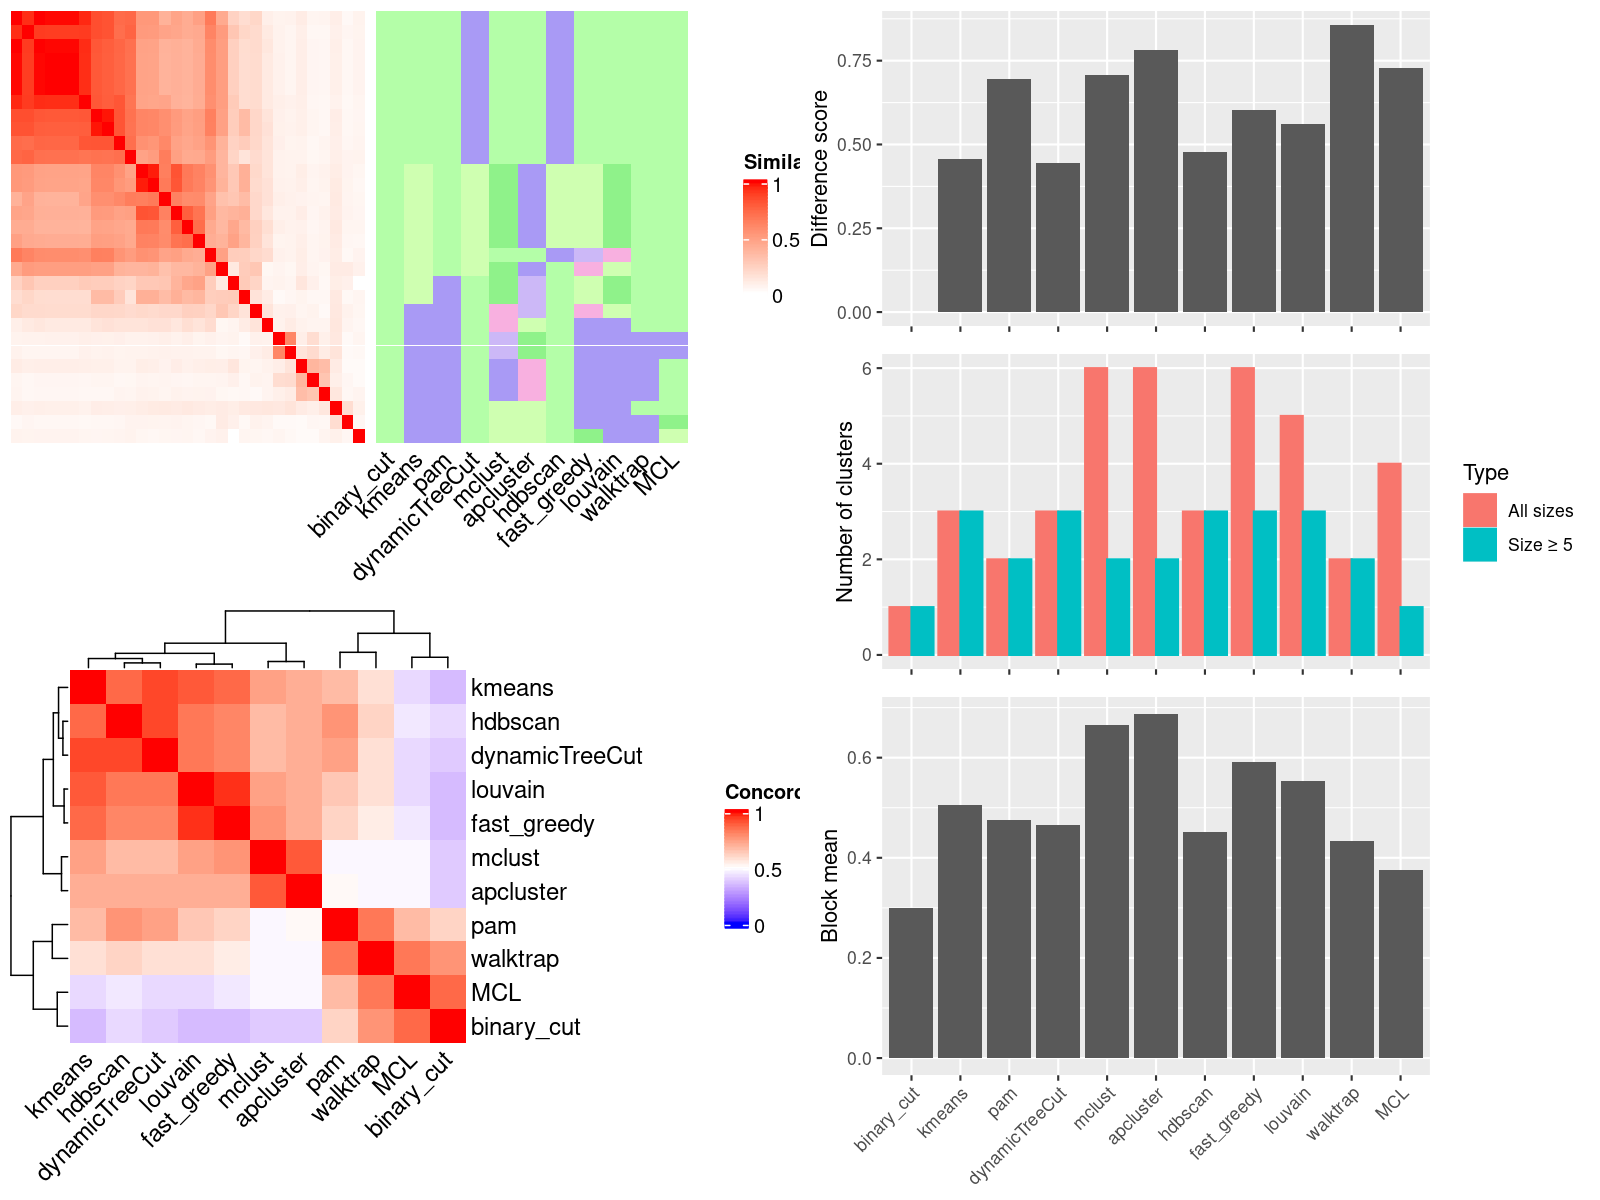 Simila
1
0.5
0
binary_cut
kmeans
pam
dynamicTreeCut
mclust
apcluster
hdbscan
fast_greedy
louvain
walktrap
MCL
kmeans
hdbscan
dynamicTreeCut
louvain
fast_greedy
mclust
apcluster
pam
walktrap
MCL
binary_cut
kmeans
hdbscan
dynamicTreeCut
louvain
fast_greedy
mclust
apcluster
pam
walktrap
MCL
binary_cut
Concord
1
0.5
0
Difference score
0.75
0.50
0.25
0.00
Number of clusters
6
4
2
0
Type
All sizes
Size ≥ 5
Block mean
0.6
0.4
0.2
0.0
binary_cut
kmeans
pam
dynamicTreeCut
mclust
apcluster
hdbscan
fast_greedy
louvain
walktrap
MCL